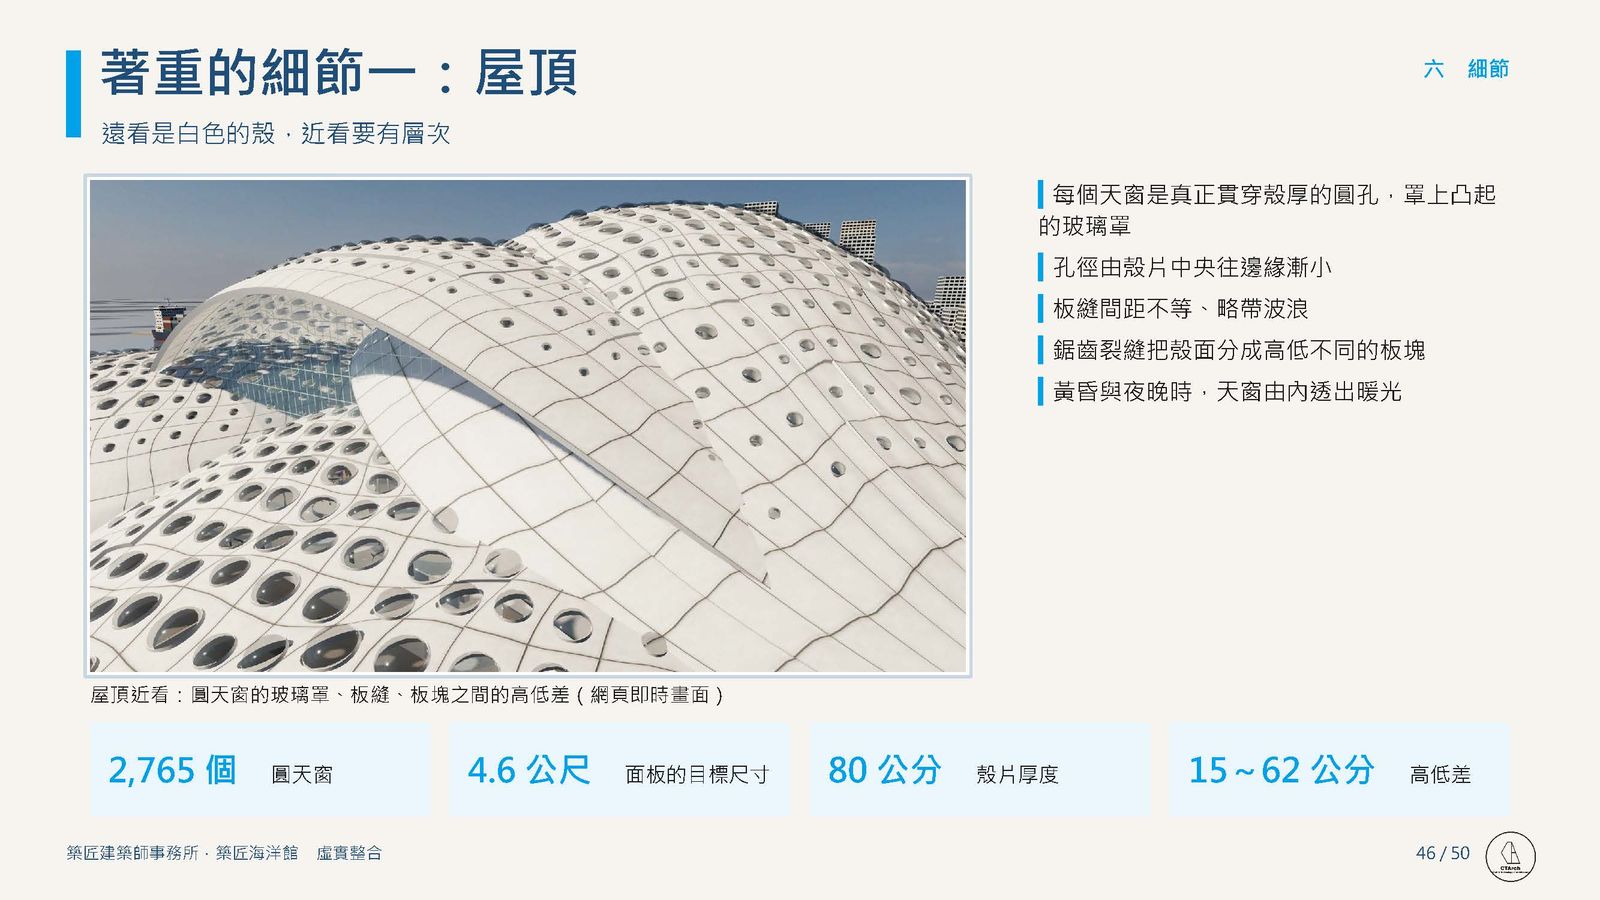 著重的細節一：屋頂
六　細節
遠看是白色的殼，近看要有層次
每個天窗是真正貫穿殼厚的圓孔，罩上凸起
的玻璃罩
孔徑由殼片中央往邊緣漸小
板縫間距不等、略帶波浪
鋸齒裂縫把殼面分成高低不同的板塊
黃昏與夜晚時，天窗由內透出暖光
屋頂近看：圓天窗的玻璃罩、板縫、板塊之間的高低差（網頁即時畫面）
2,765 個　圓天窗
4.6 公尺　面板的目標尺寸
80 公分　殼片厚度
15～62 公分　高低差
築匠建築師事務所．築匠海洋館　虛實整合
46 / 50
CTArch